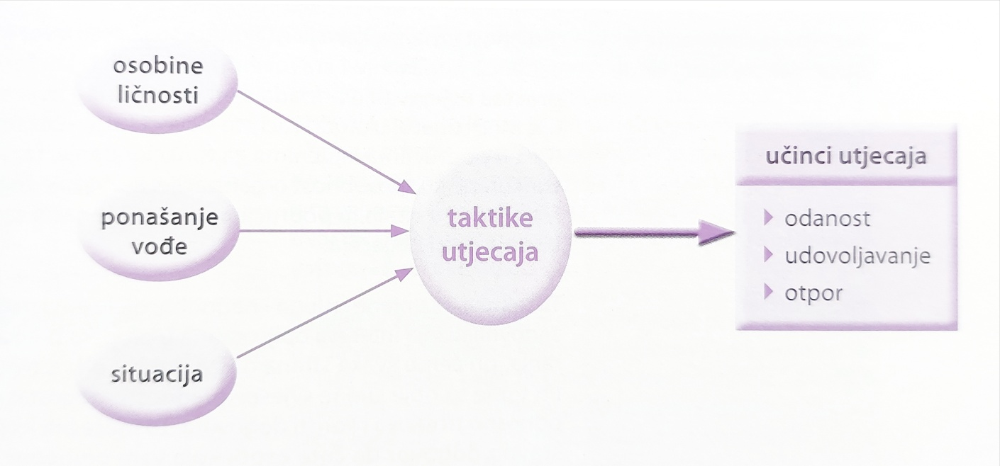 osobine
ličnosti
ponašanje
vođe
situacija
taktike
utjecaja
učinci utjecaja
odanost
udovoljavanje
otpor